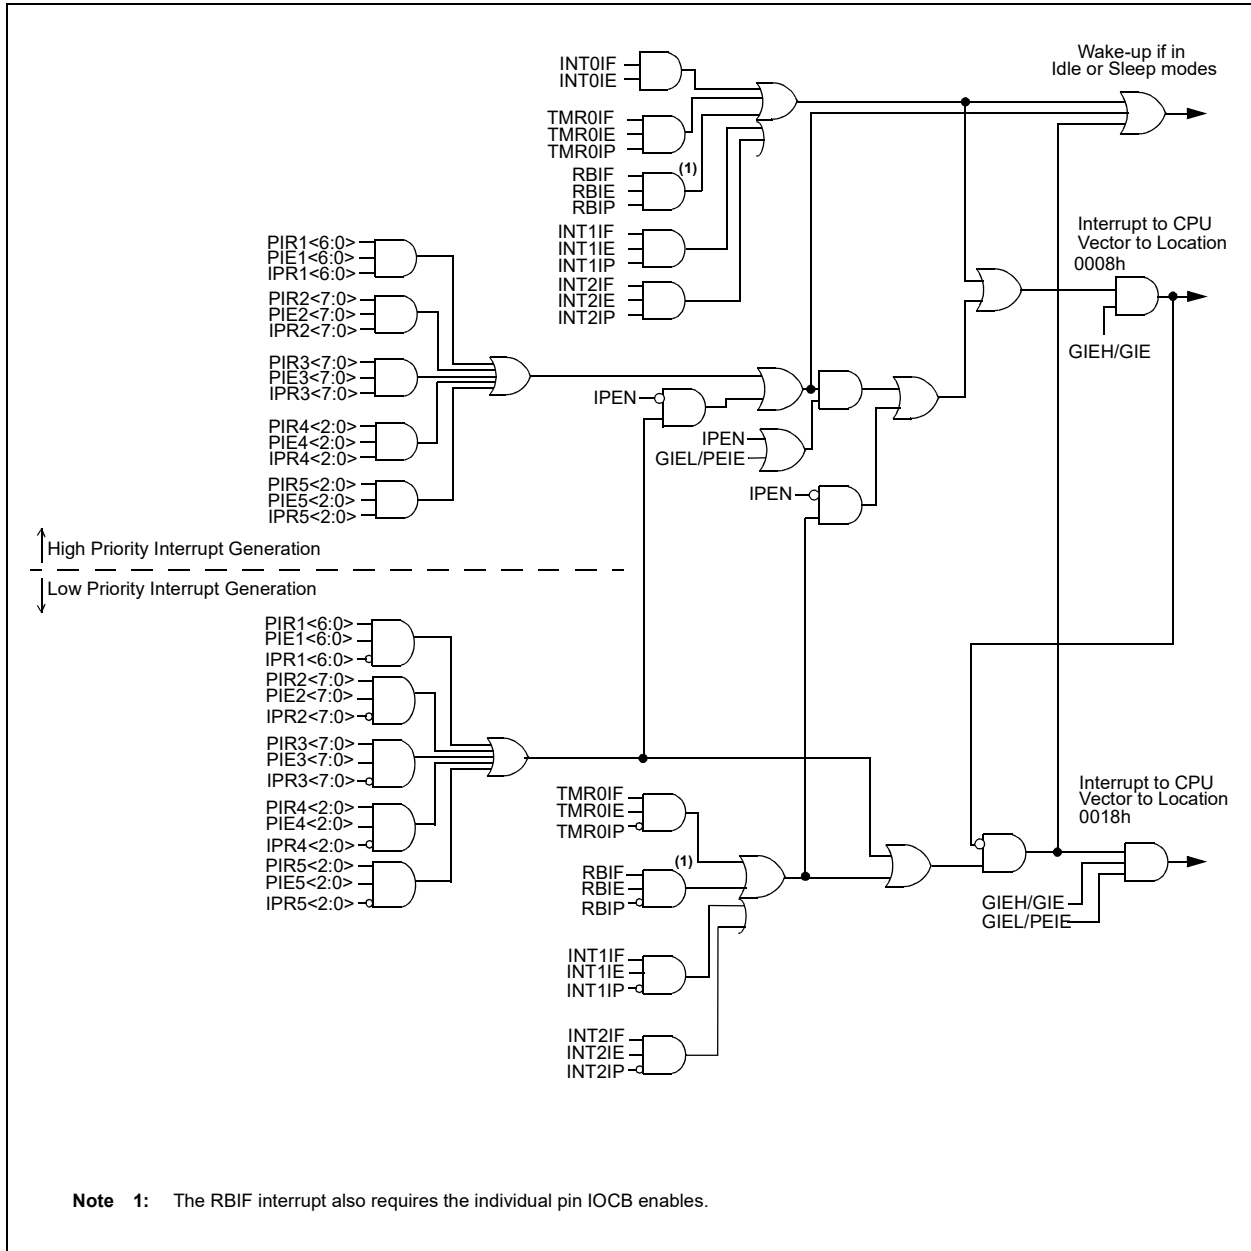 Wake-up if in
Idle or Sleep modes
INT0IF
INT0IE
TMR0IF
TMR0IE
TMR0IP
(1)
RBIF
RBIE
RBIP
INT1IF
INT1IE
INT1IP
INT2IF
INT2IE
INT2IP
Interrupt to CPU
Vector to Location
0008h
GIEH/GIE
PIR1<6:0>
PIE1<6:0>
IPR1<6:0>
PIR2<7:0>
PIE2<7:0>
IPR2<7:0>
PIR3<7:0>
PIE3<7:0>
IPR3<7:0>
PIR4<2:0>
PIE4<2:0>
IPR4<2:0>
PIR5<2:0>
PIE5<2:0>
IPR5<2:0>
IPEN
IPEN
GIEL/PEIE
IPEN
High Priority Interrupt Generation
Low Priority Interrupt Generation
PIR1<6:0>
PIE1<6:0>
IPR1<6:0>
PIR2<7:0>
PIE2<7:0>
IPR2<7:0>
PIR3<7:0>
PIE3<7:0>
IPR3<7:0>
PIR4<2:0>
PIE4<2:0>
IPR4<2:0>
PIR5<2:0>
PIE5<2:0>
IPR5<2:0>
TMR0IF
TMR0IE
TMR0IP
(1)
RBIF
RBIE
RBIP
INT1IF
INT1IE
INT1IP
INT2IF
INT2IE
INT2IP
Interrupt to CPU
Vector to Location
0018h
GIEH/GIE
GIEL/PEIE
Note 1: The RBIF interrupt also requires the individual pin IOCB enables.